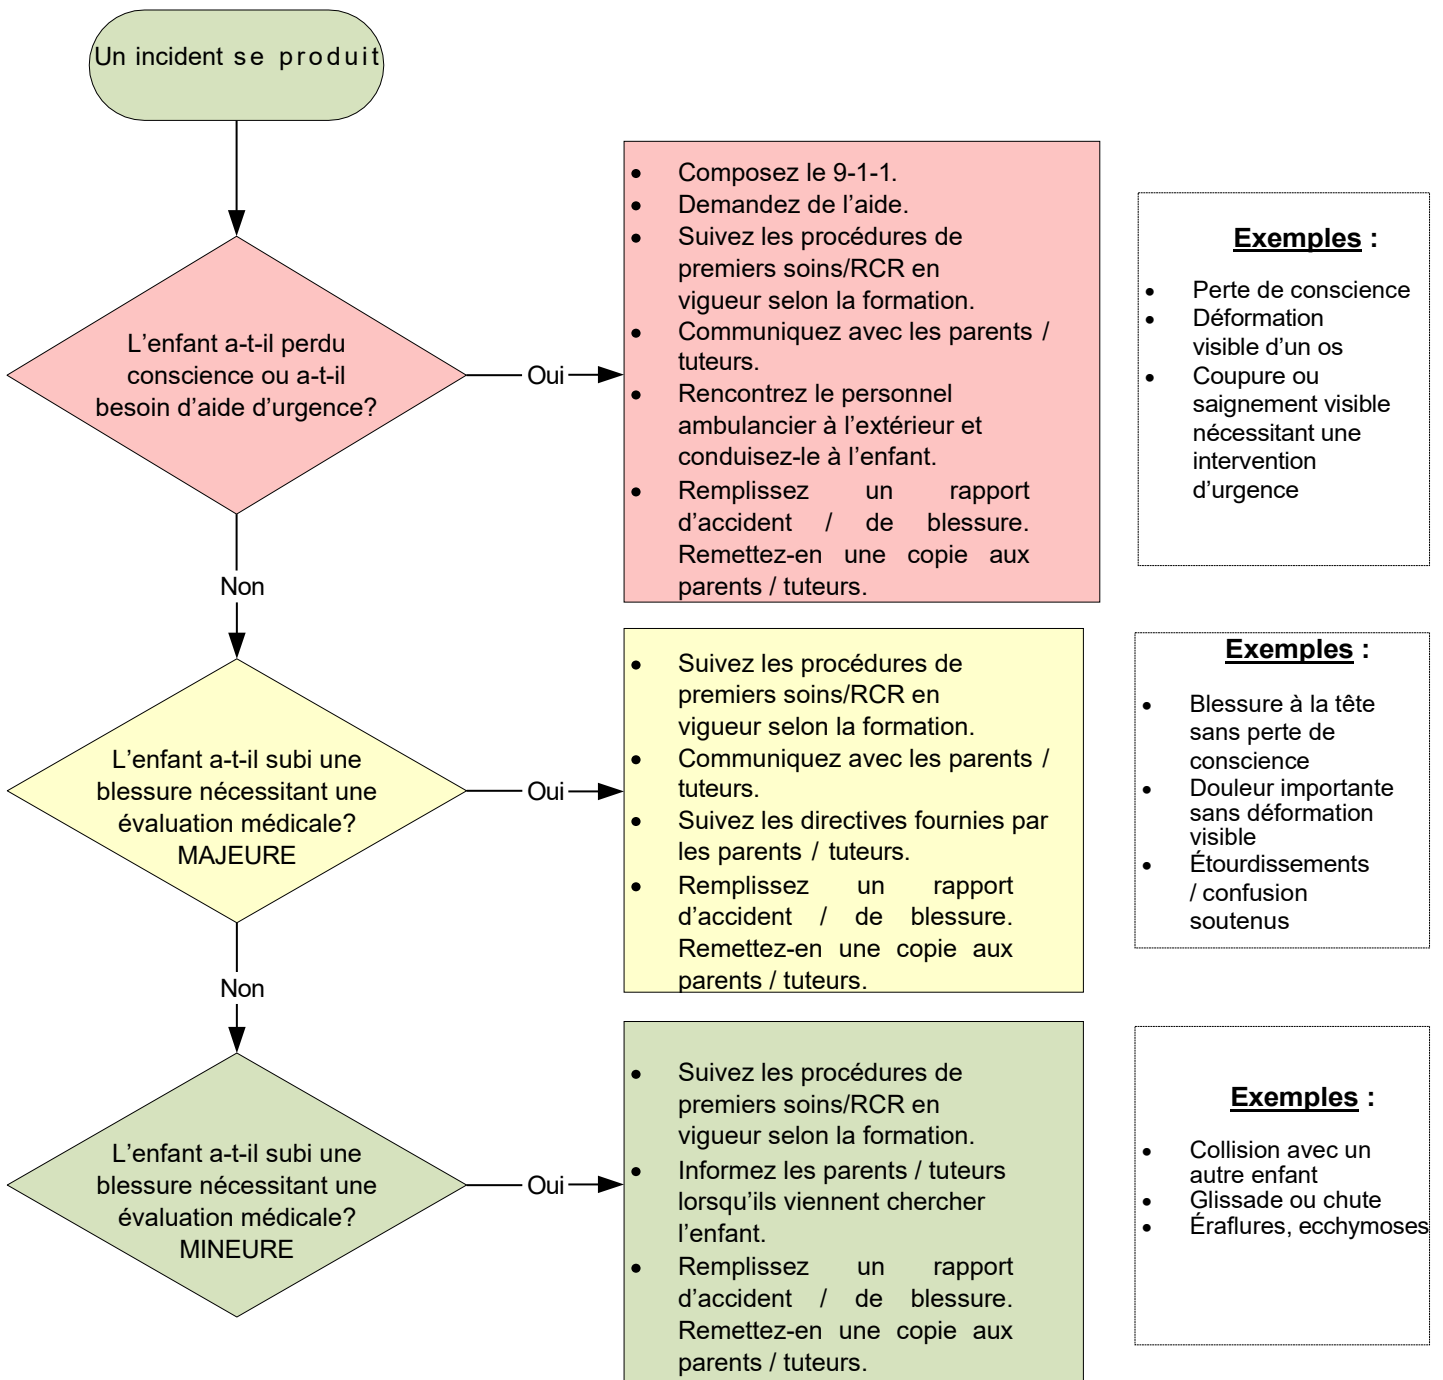 Un incident se produit
L’enfant a-t-il perdu
conscience ou a-t-il
besoin d’aide d’urgence?
Oui
• Composez le 9-1-1.
• Demandez de l’aide.
• Suivez les procédures de
premiers soins/RCR en
vigueur selon la formation.
• Communiquez avec les parents /
tuteurs.
• Rencontrez le personnel
ambulancier à l’extérieur et
conduisez-le à l’enfant.
• Remplissez un rapport
d’accident / de blessure.
Remettez-en une copie aux
parents / tuteurs.
Exemples :
• Perte de conscience
• Déformation
visible d’un os
• Coupure ou
saignement visible
nécessitant une
intervention
d’urgence
Non
L’enfant a-t-il subi une
blessure nécessitant une
évaluation médicale?
MAJEURE
Oui
• Suivez les procédures de
premiers soins/RCR en
vigueur selon la formation.
• Communiquez avec les parents /
tuteurs.
• Suivez les directives fournies par
les parents / tuteurs.
• Remplissez un rapport
d’accident / de blessure.
Remettez-en une copie aux
parents / tuteurs.
Exemples :
• Blessure à la tête
sans perte de
conscience
• Douleur importante
sans déformation
visible
• Étourdissements
/ confusion
soutenus
Non
L’enfant a-t-il subi une
blessure nécessitant une
évaluation médicale?
MINEURE
Oui
• Suivez les procédures de
premiers soins/RCR en
vigueur selon la formation.
• Informez les parents / tuteurs
lorsqu’ils viennent chercher
l’enfant.
• Remplissez un rapport
d’accident / de blessure.
Remettez-en une copie aux
parents / tuteurs.
Exemples :
• Collision avec un
autre enfant
• Glissade ou chute
• Éraflures, ecchymoses